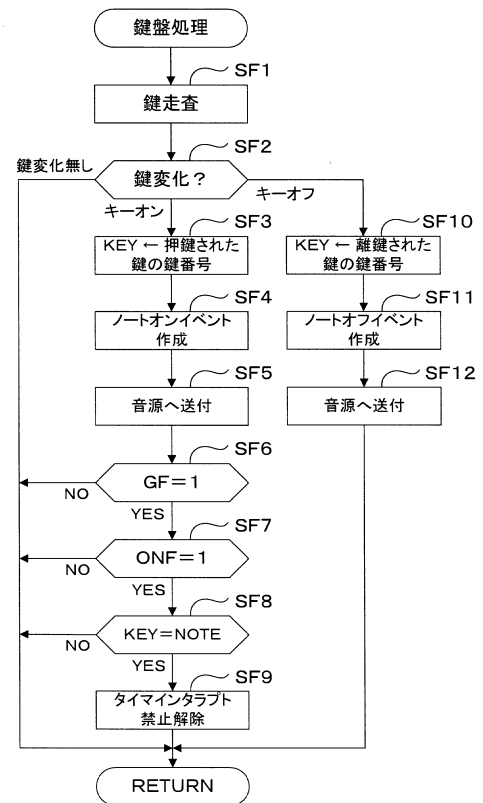 鍵盤処理
SF1
鍵走査
SF2
鍵変化無し
鍵変化？
キーオフ
キーオン
SF3
KEY ← 押鍵された
鍵の鍵番号
SF10
KEY ← 離鍵された
鍵の鍵番号
SF4
ノートオンイベント
作成
SF11
ノートオフイベント
作成
SF5
音源へ送付
SF12
音源へ送付
SF6
GF=1
NO
YES
SF7
ONF=1
NO
YES
SF8
KEY=NOTE
NO
YES
SF9
タイマインタラプト
禁止解除
RETURN